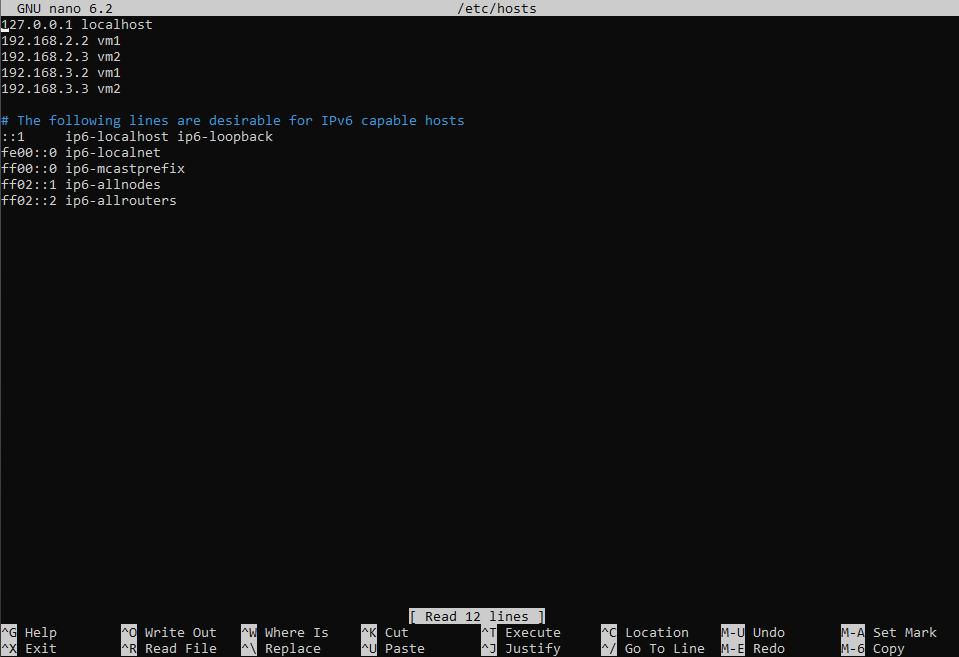 GNU nano 6.2 /etc/hosts
127.0.0.1 localhost
192.168.2.2 vm1
192.168.2.3 vm2
192.168.3.2 vm1
192.168.3.3 vm2
# The following lines are desirable for IPv6 capable hosts
::1 ip6-localhost ip6-loopback
fe00::0 ip6-localnet
ff00::0 ip6-mcastprefix
ff02::1 ip6-allnodes
ff02::2 ip6-allrouters
[ Read 12 lines ]
^G Help ^O Write Out ^W Where Is ^K Cut ^T Execute ^C Location M-U Undo M-A Set Mark
^X Exit ^R Read File ^\ Replace ^U Paste ^J Justify ^/ Go To Line M-E Redo M-6 Copy